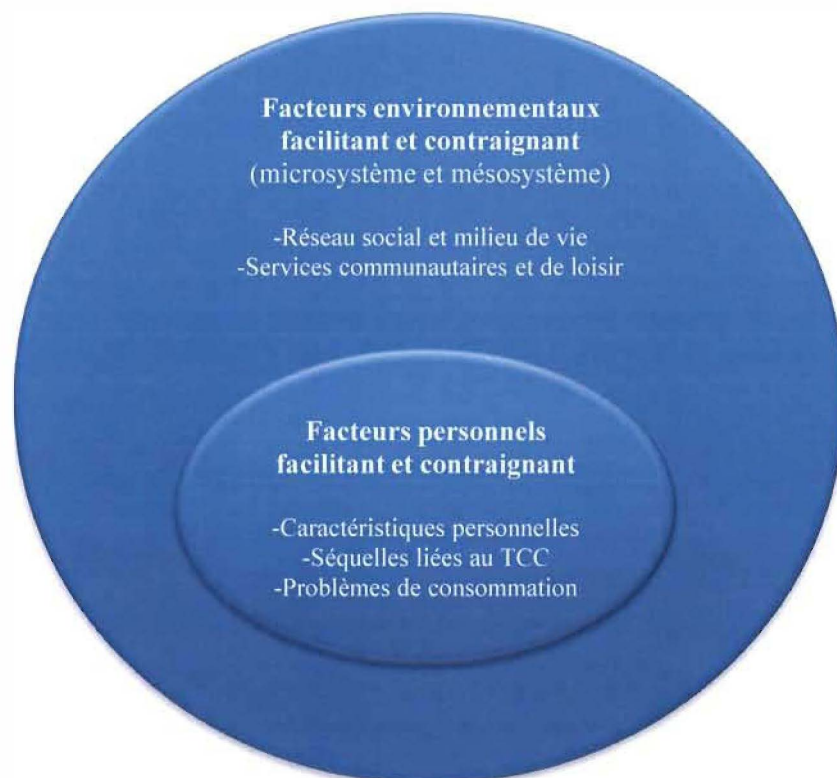 Facteurs environnementaux
facilitant et contraignant
(microsystème et mésosystème)
-Réseau social et milieu de vie
-Services communautaires et de loisir
Facteurs personnels
facilitant et contraignant
-Caractéristiques personnelles
-Séquelles liées au TCC
-Problèmes de consommation